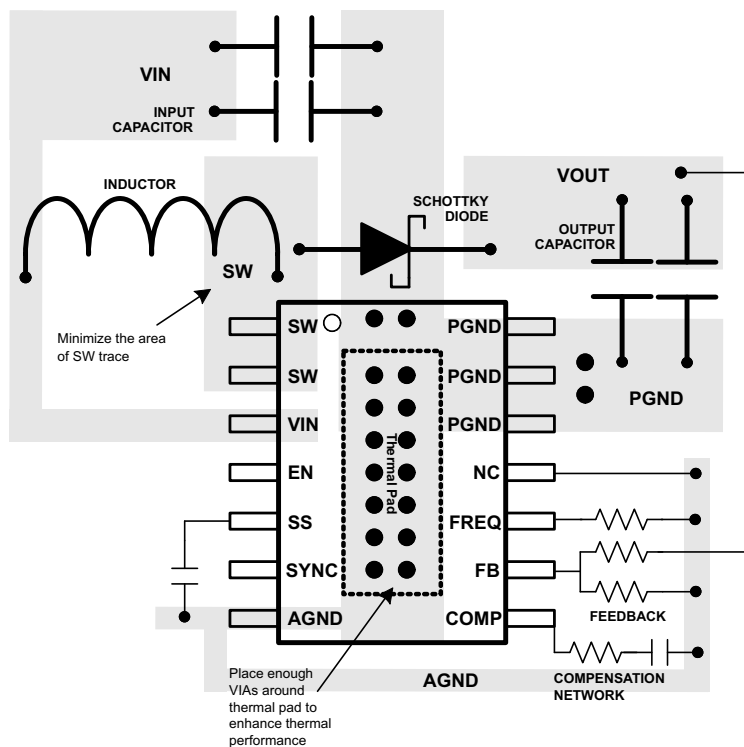 VIN
INPUT
CAPACITOR
INDUCTOR
SW
SCHOTTKY
DIODE
VOUT
OUTPUT
CAPACITOR
Minimize the area
of SW trace
SW
SW
VIN
EN
SS
SYNC
AGND
Thermal Pad
PGND
PGND
PGND
NC
FREQ
FB
COMP
PGND
FEEDBACK
COMPENSATION
NETWORK
AGND
Place enough
VIAs around
thermal pad to
enhance thermal
performance